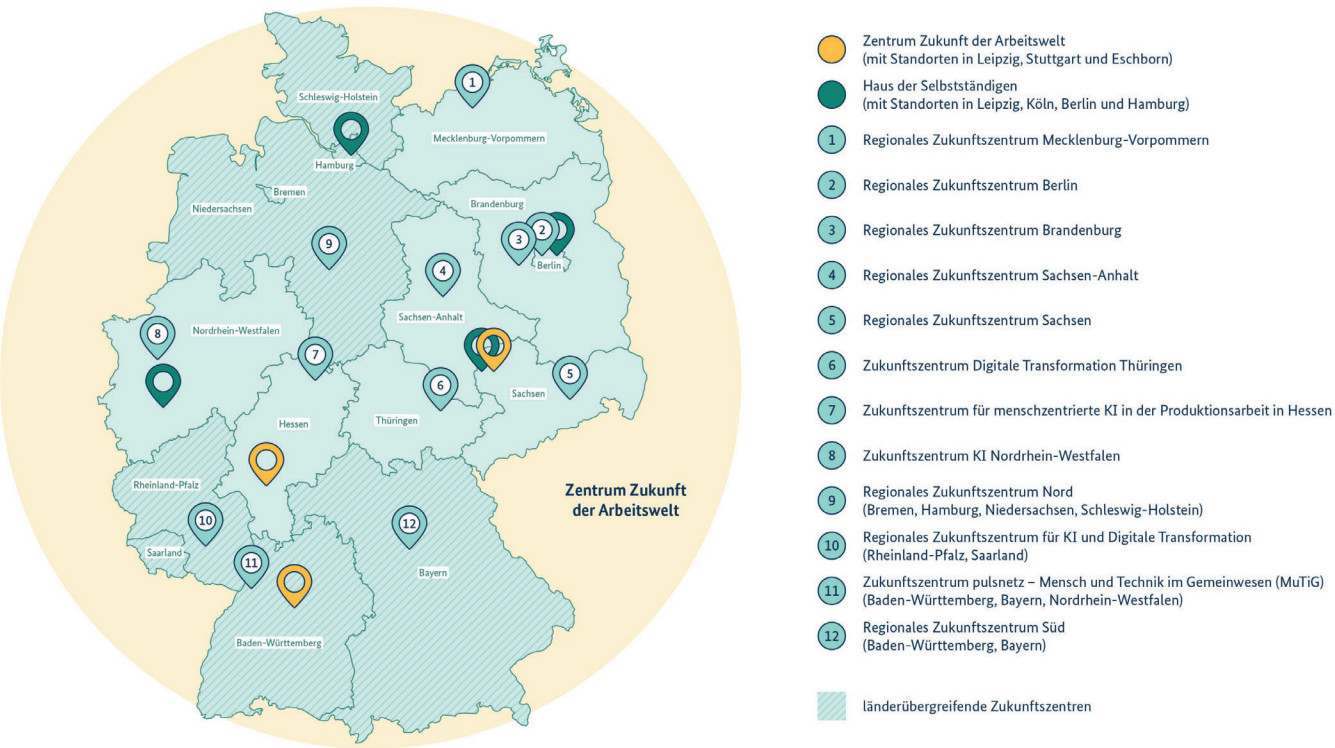 Schleswig-Holstein
1
Mecklenburg-Vorpommern
Hamburg
Bremen
Niedersachsen
Brandenburg
9
3
2
Berlin
4
Sachsen-Anhalt
8
Nordrhein-Westfalen
7
6
5
Sachsen
Hessen
Thüringen
Rheinland-Pfalz
10
12
Saarland
11
Bayern
Baden-Württemberg
Zentrum Zukunft
der Arbeitswelt
Zentrum Zukunft der Arbeitswelt
(mit Standorten in Leipzig, Stuttgart und Eschborn)
Haus der Selbstständigen
(mit Standorten in Leipzig, Köln, Berlin und Hamburg)
1 Regionales Zukunftszentrum Mecklenburg-Vorpommern
2 Regionales Zukunftszentrum Berlin
3 Regionales Zukunftszentrum Brandenburg
4 Regionales Zukunftszentrum Sachsen-Anhalt
5 Regionales Zukunftszentrum Sachsen
6 Zukunftszentrum Digitale Transformation Thüringen
7 Zukunftszentrum für menschzentrierte KI in der Produktionsarbeit in Hessen
8 Zukunftszentrum KI Nordrhein-Westfalen
9 Regionales Zukunftszentrum Nord
(Bremen, Hamburg, Niedersachsen, Schleswig-Holstein)
10 Regionales Zukunftszentrum für KI und Digitale Transformation
(Rheinland-Pfalz, Saarland)
11 Zukunftszentrum pulsnetz – Mensch und Technik im Gemeinwesen (MuTiG)
(Baden-Württemberg, Bayern, Nordrhein-Westfalen)
12 Regionales Zukunftszentrum Süd
(Baden-Württemberg, Bayern)
länderübergreifende Zukunftszentren